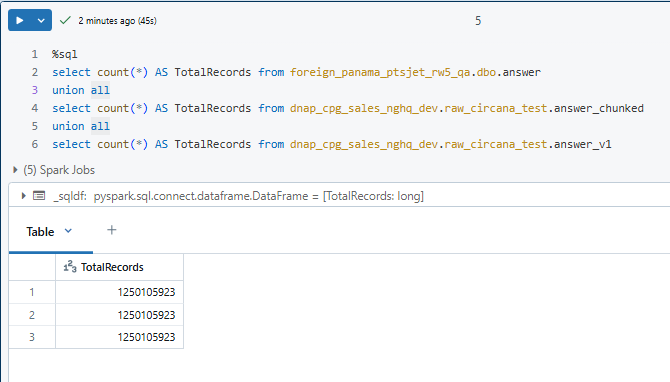 2 minutes ago (45s)
5
1 %sql
2 select count(*) AS TotalRecords from foreign_panama_ptsjet_rw5_qa.dbo.answer
3 union all
4 select count(*) AS TotalRecords from dnap_cpg_sales_nghq_dev.raw_circana_test.answer_chunked
5 union all
6 select count(*) AS TotalRecords from dnap_cpg_sales_nghq_dev.raw_circana_test.answer_v1
(5) Spark Jobs
_sqldf: pyspark.sql.connect.dataframe.DataFrame = [TotalRecords: long]
Table +
123 TotalRecords
1 1250105923
2 1250105923
3 1250105923